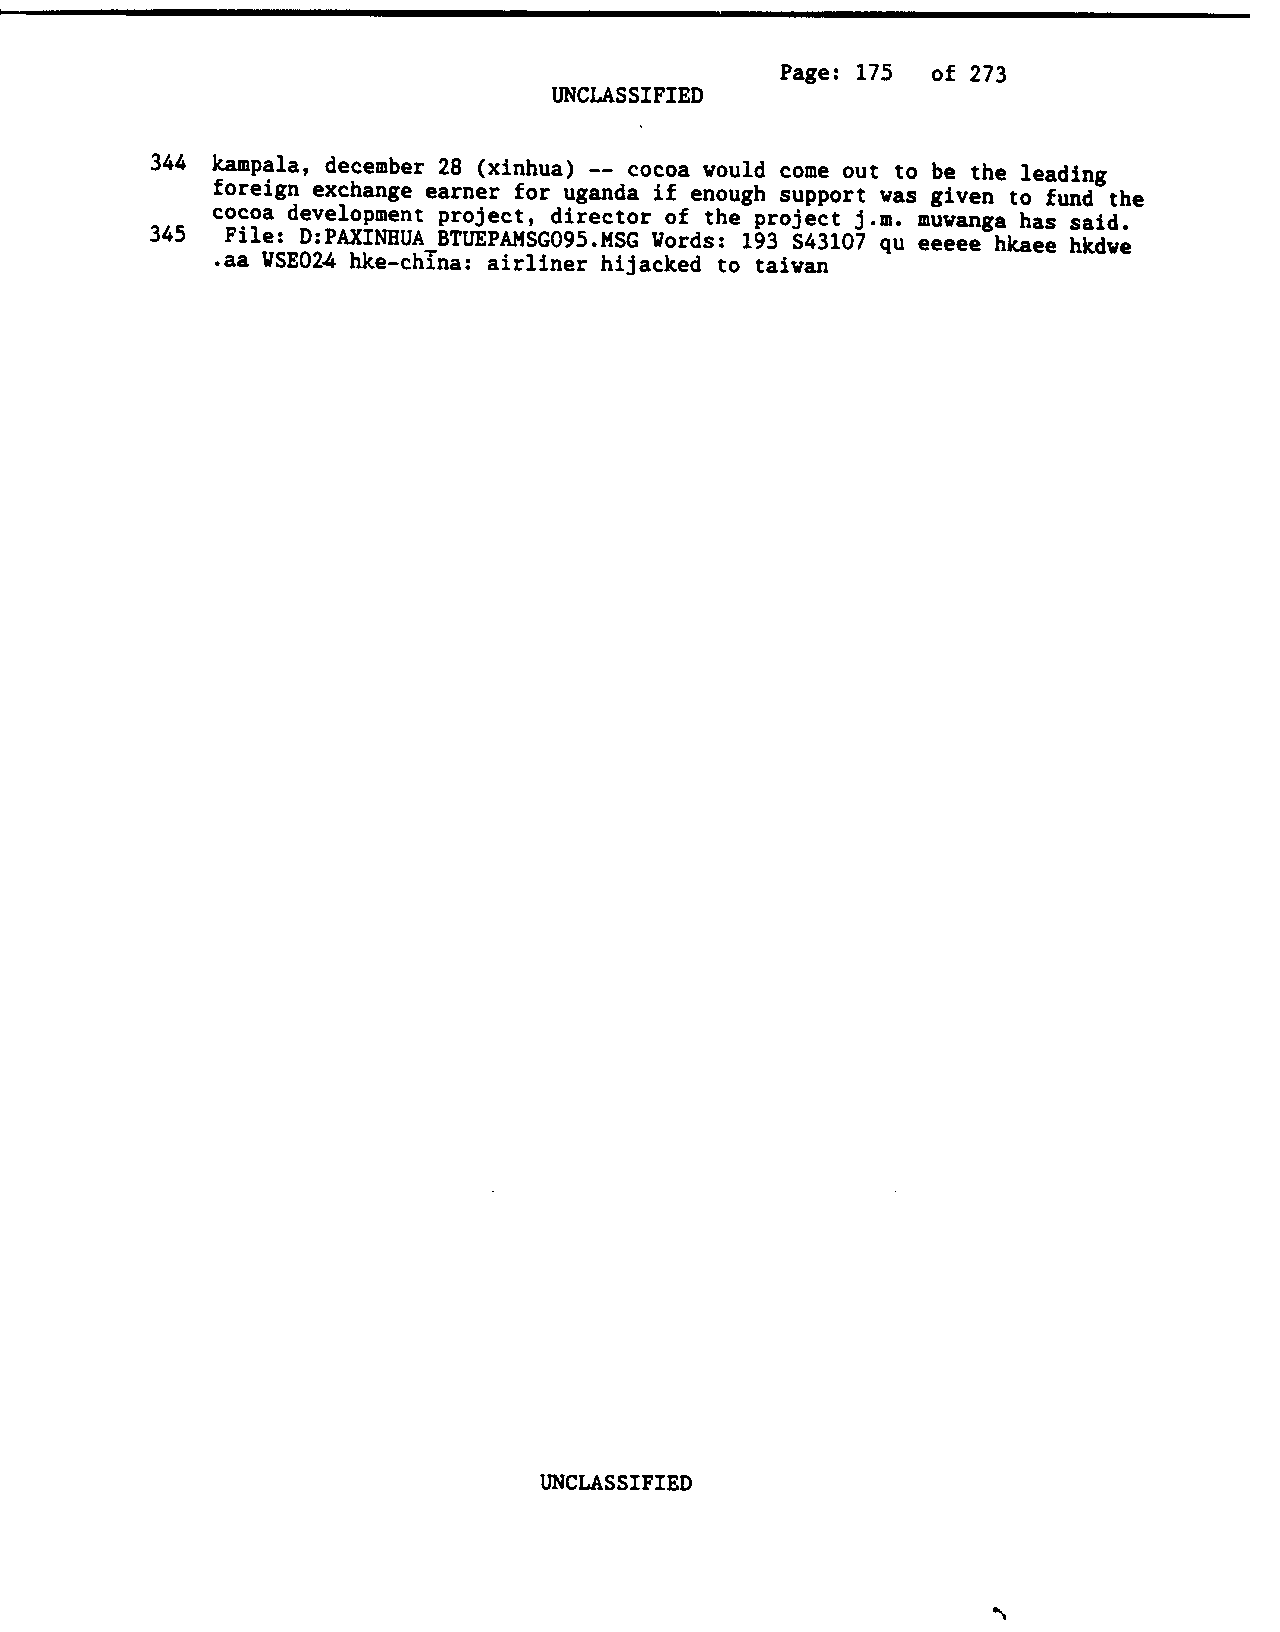 Page: 175 of 273
UNCLASSIFIED
344 kampala, december 28 (xinhua) -- cocoa would come out to be the leading
foreign exchange earner for uganda if enough support was given to fund the
cocoa development project, director of the project j.m. muwanga has said.
345 File: D:PAXINHUA_BTUEPAMSG095.MSG Words: 193 S43107 qu eeeee hkaee hkdwe
.aa WSE024 hke-china: airliner hijacked to taiwan
UNCLASSIFIED